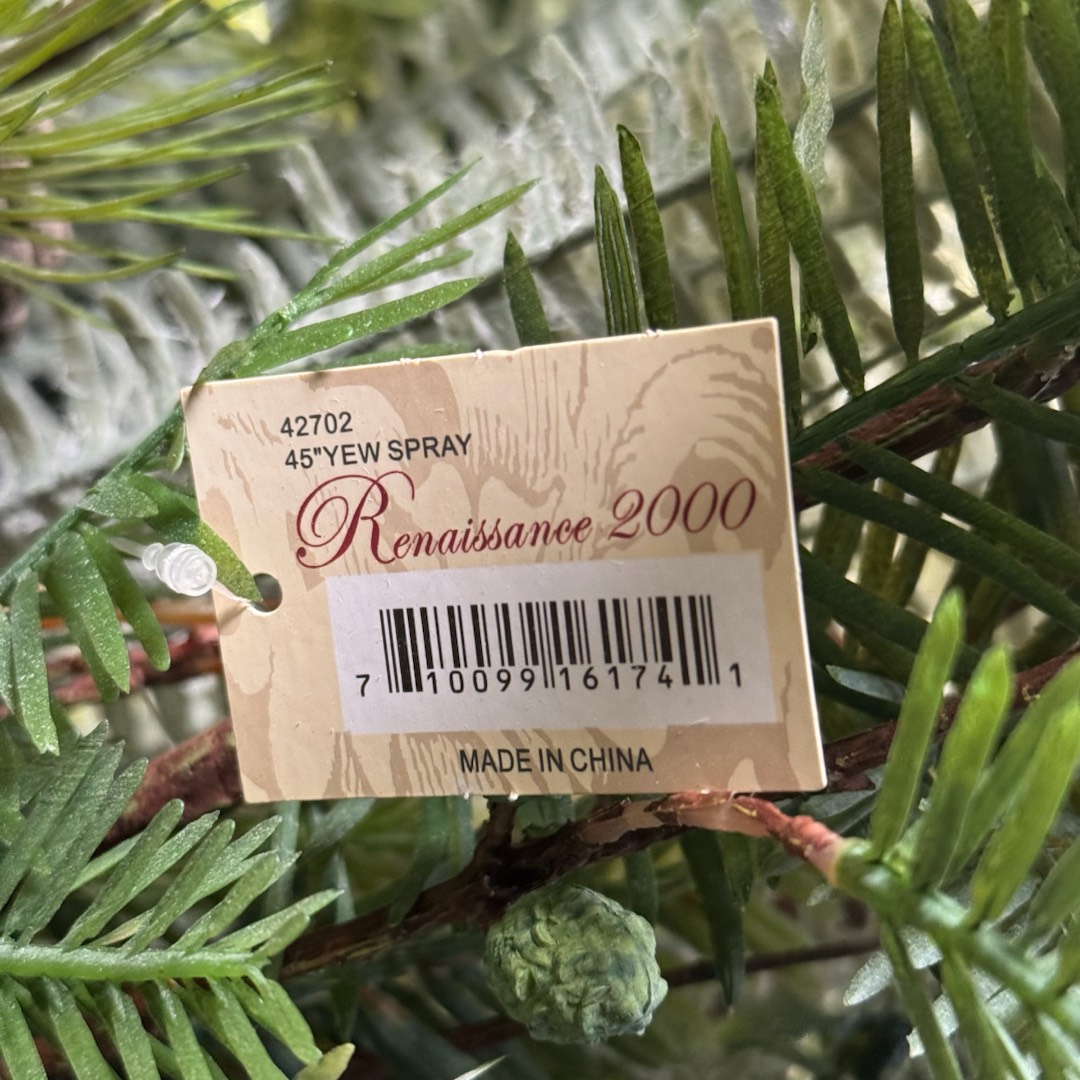 42702
45"YEW SPRAY
Renaissance 2000
7 10099 16174 1
MADE IN CHINA